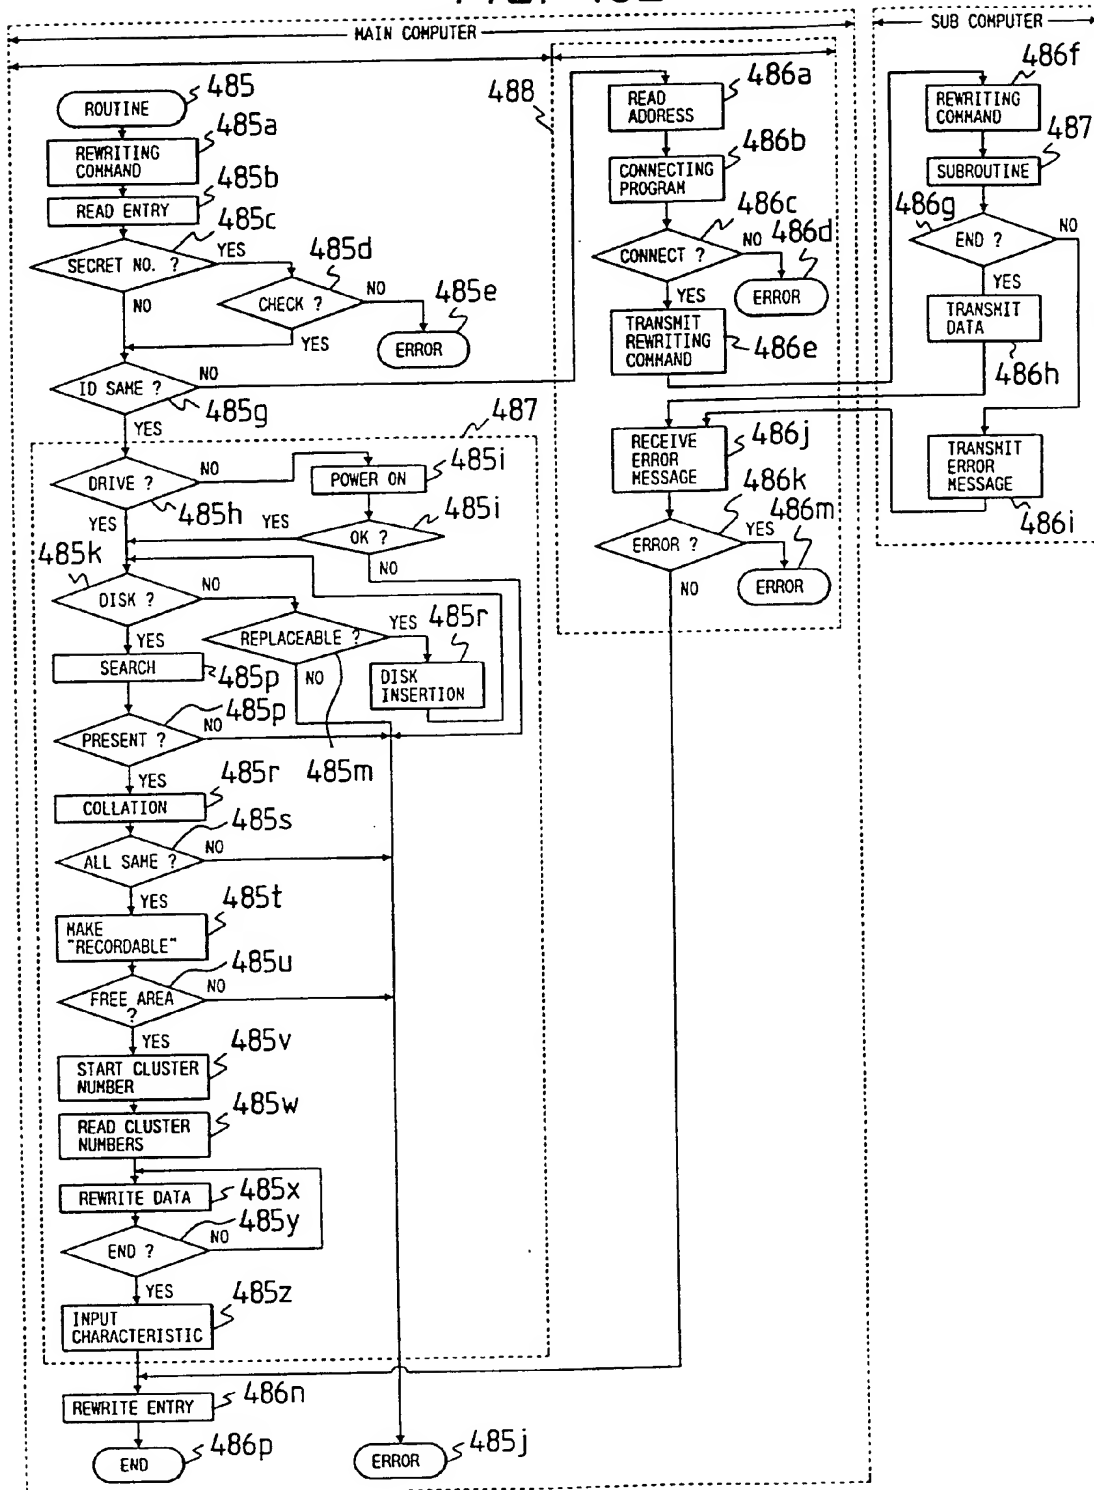 MAIN COMPUTER
SUB COMPUTER
488
ROUTINE
485
REWRITING
COMMAND
485a
READ ENTRY
485b
SECRET NO. ?
485c
YES
NO
CHECK ?
485d
NO
YES
ERROR
485e
ID SAME ?
NO
485g
YES
487
DRIVE ?
NO
485h
YES
POWER ON
485i
OK ?
485i
YES
NO
485k
DISK ?
NO
YES
REPLACEABLE ?
YES
NO
485m
485r
DISK
INSERTION
SEARCH
485p
PRESENT ?
485p
NO
YES
COLLATION
485r
ALL SAME ?
485s
NO
YES
MAKE
"RECORDABLE"
485t
FREE AREA
?
485u
NO
YES
START CLUSTER
NUMBER
485v
READ CLUSTER
NUMBERS
485w
REWRITE DATA
485x
END ?
485y
NO
YES
INPUT
CHARACTERISTIC
485z
REWRITE ENTRY
486n
END
486p
ERROR
485j
READ
ADDRESS
486a
CONNECTING
PROGRAM
486b
CONNECT ?
486c
NO
486d
ERROR
YES
TRANSMIT
REWRITING
COMMAND
486e
RECEIVE
ERROR
MESSAGE
486j
ERROR ?
486k
YES
486m
ERROR
NO
486f
REWRITING
COMMAND
487
SUBROUTINE
486g
END ?
NO
YES
TRANSMIT
DATA
486h
TRANSMIT
ERROR
MESSAGE
486i